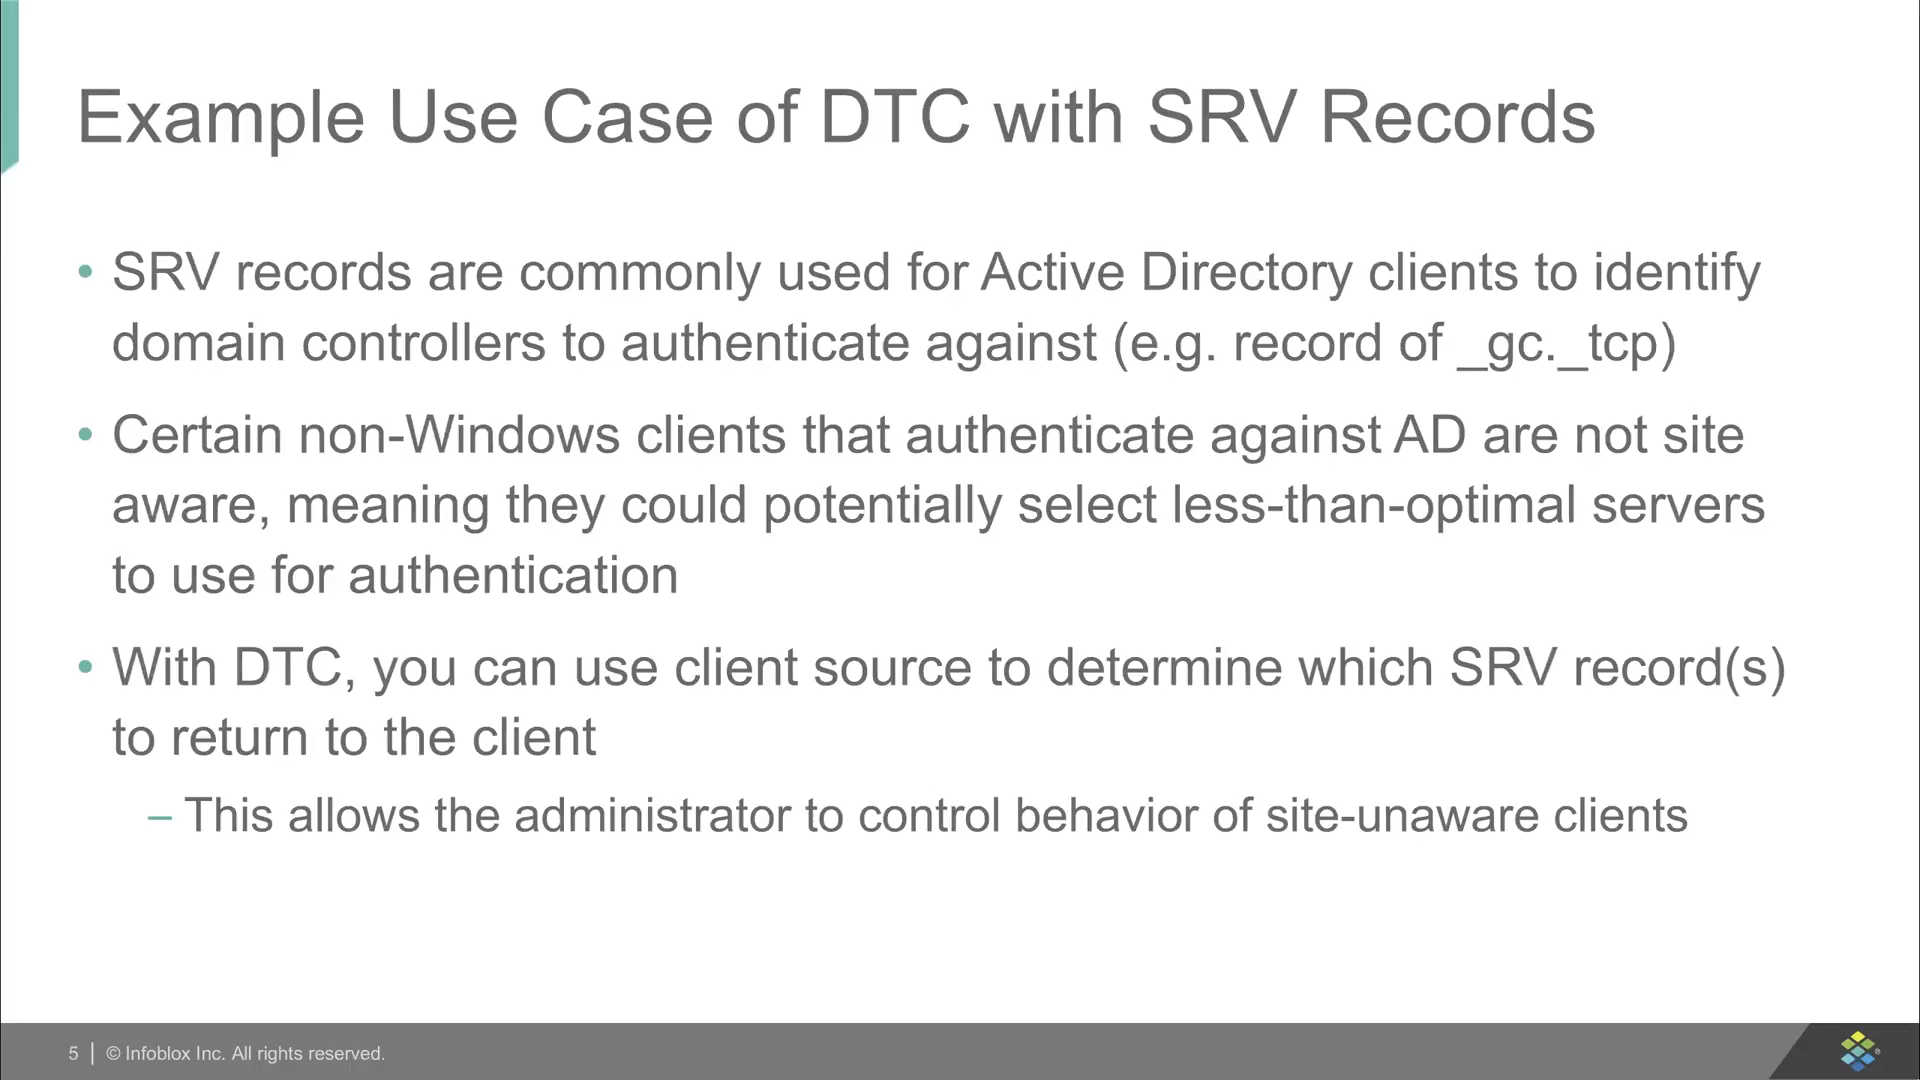 Example Use Case of DTC with SRV Records
• SRV records are commonly used for Active Directory clients to identify
domain controllers to authenticate against (e.g. record of _gc._tcp)
• Certain non-Windows clients that authenticate against AD are not site
aware, meaning they could potentially select less-than-optimal servers
to use for authentication
• With DTC, you can use client source to determine which SRV record(s)
to return to the client
– This allows the administrator to control behavior of site-unaware clients
5 | © Infoblox Inc. All rights reserved.
®